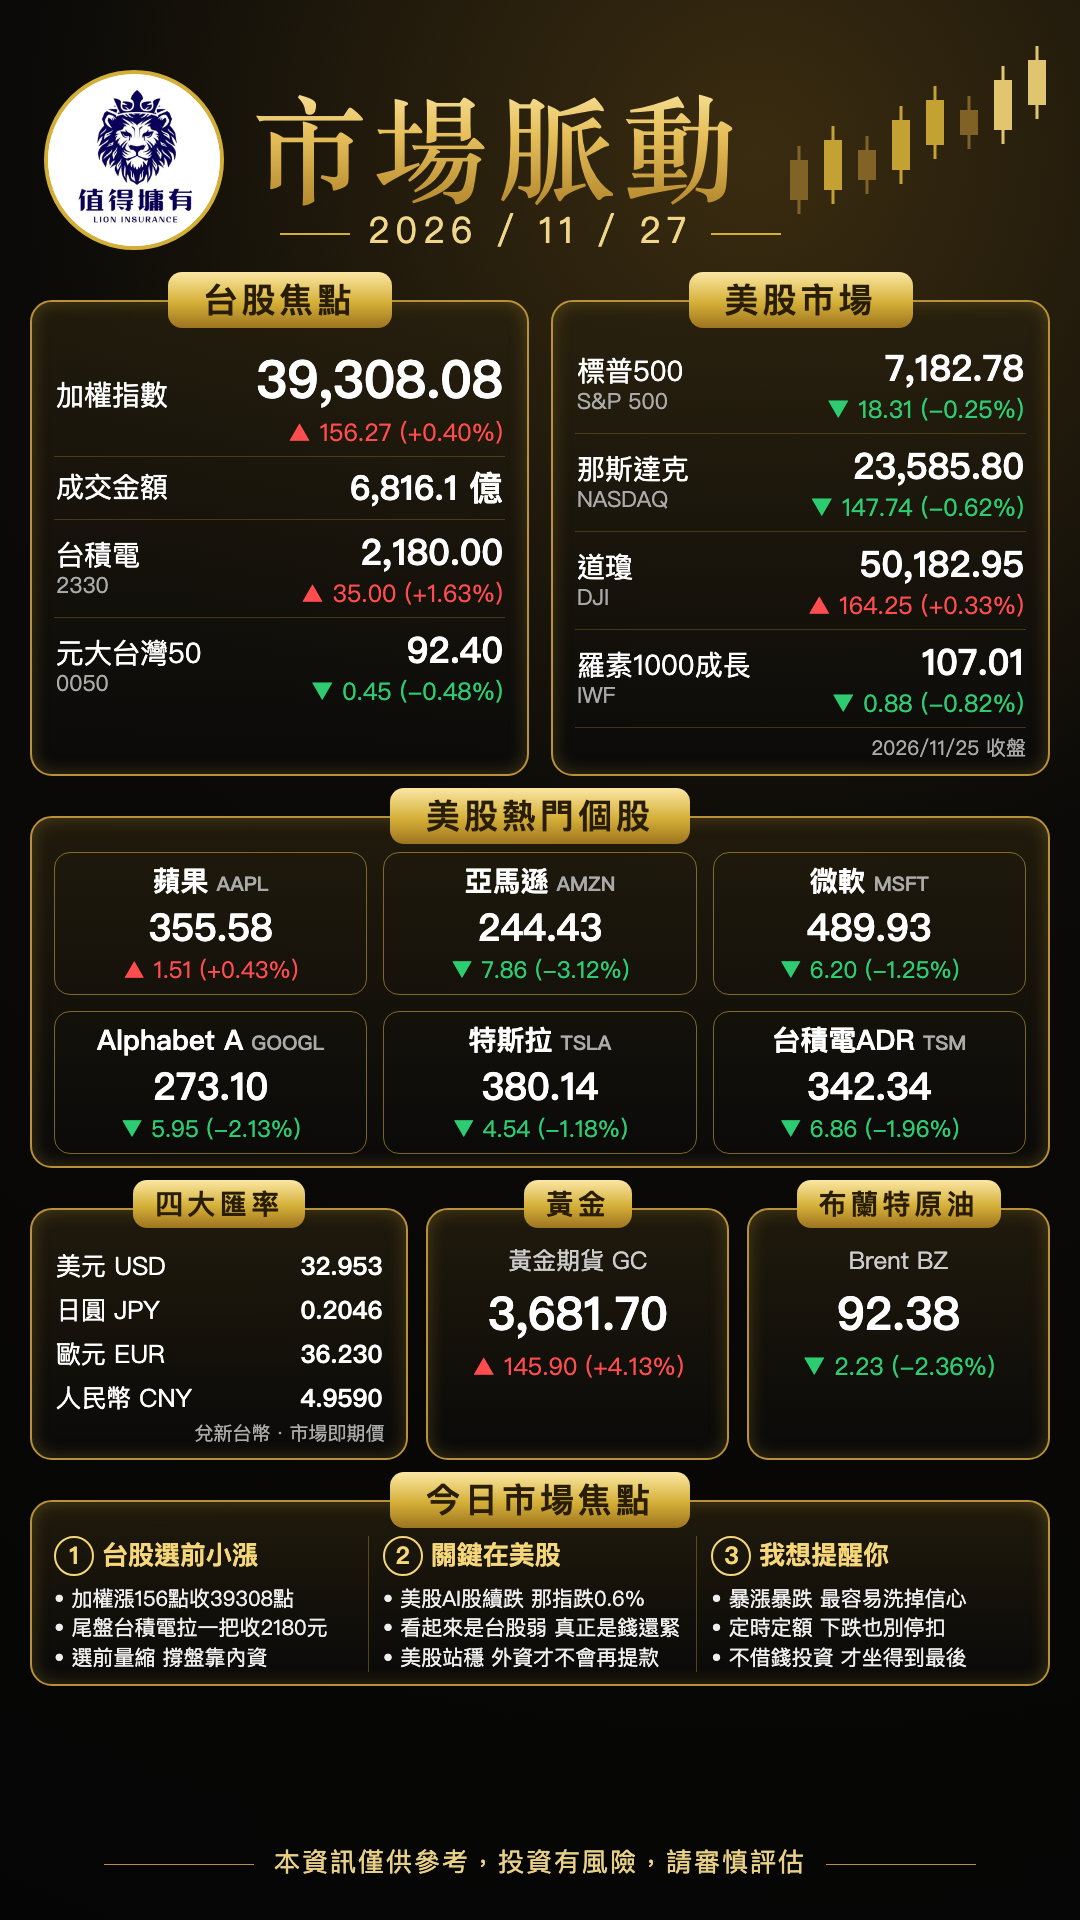 值得墉有
LION INSURANCE
市場脈動
2026 / 11 / 27
台股焦點
加權指數 39,308.08
▲ 156.27 (+0.40%)
成交金額 6,816.1 億
台積電 2,180.00
2330 ▲ 35.00 (+1.63%)
元大台灣50 92.40
0050 ▼ 0.45 (−0.48%)
美股市場
標普500 7,182.78
S&P 500 ▼ 18.31 (−0.25%)
那斯達克 23,585.80
NASDAQ ▼ 147.74 (−0.62%)
道瓊 50,182.95
DJI ▲ 164.25 (+0.33%)
羅素1000成長 107.01
IWF ▼ 0.88 (−0.82%)
2026/11/25 收盤
美股熱門個股
蘋果 AAPL
355.58
▲ 1.51 (+0.43%)
亞馬遜 AMZN
244.43
▼ 7.86 (−3.12%)
微軟 MSFT
489.93
▼ 6.20 (−1.25%)
Alphabet A GOOGL
273.10
▼ 5.95 (−2.13%)
特斯拉 TSLA
380.14
▼ 4.54 (−1.18%)
台積電ADR TSM
342.34
▼ 6.86 (−1.96%)
四大匯率
美元 USD 32.953
日圓 JPY 0.2046
歐元 EUR 36.230
人民幣 CNY 4.9590
兌新台幣 · 市場即期價
黃金
黃金期貨 GC
3,681.70
▲ 145.90 (+4.13%)
布蘭特原油
Brent BZ
92.38
▼ 2.23 (−2.36%)
今日市場焦點
1 台股選前小漲
• 加權漲156點收39308點
• 尾盤台積電拉一把收2180元
• 選前量縮 撐盤靠內資
2 關鍵在美股
• 美股AI股續跌 那指跌0.6%
• 看起來是台股弱 真正是錢還緊
• 美股站穩 外資才不會再提款
3 我想提醒你
• 暴漲暴跌 最容易洗掉信心
• 定時定額 下跌也別停扣
• 不借錢投資 才坐得到最後
本資訊僅供參考，投資有風險，請審慎評估